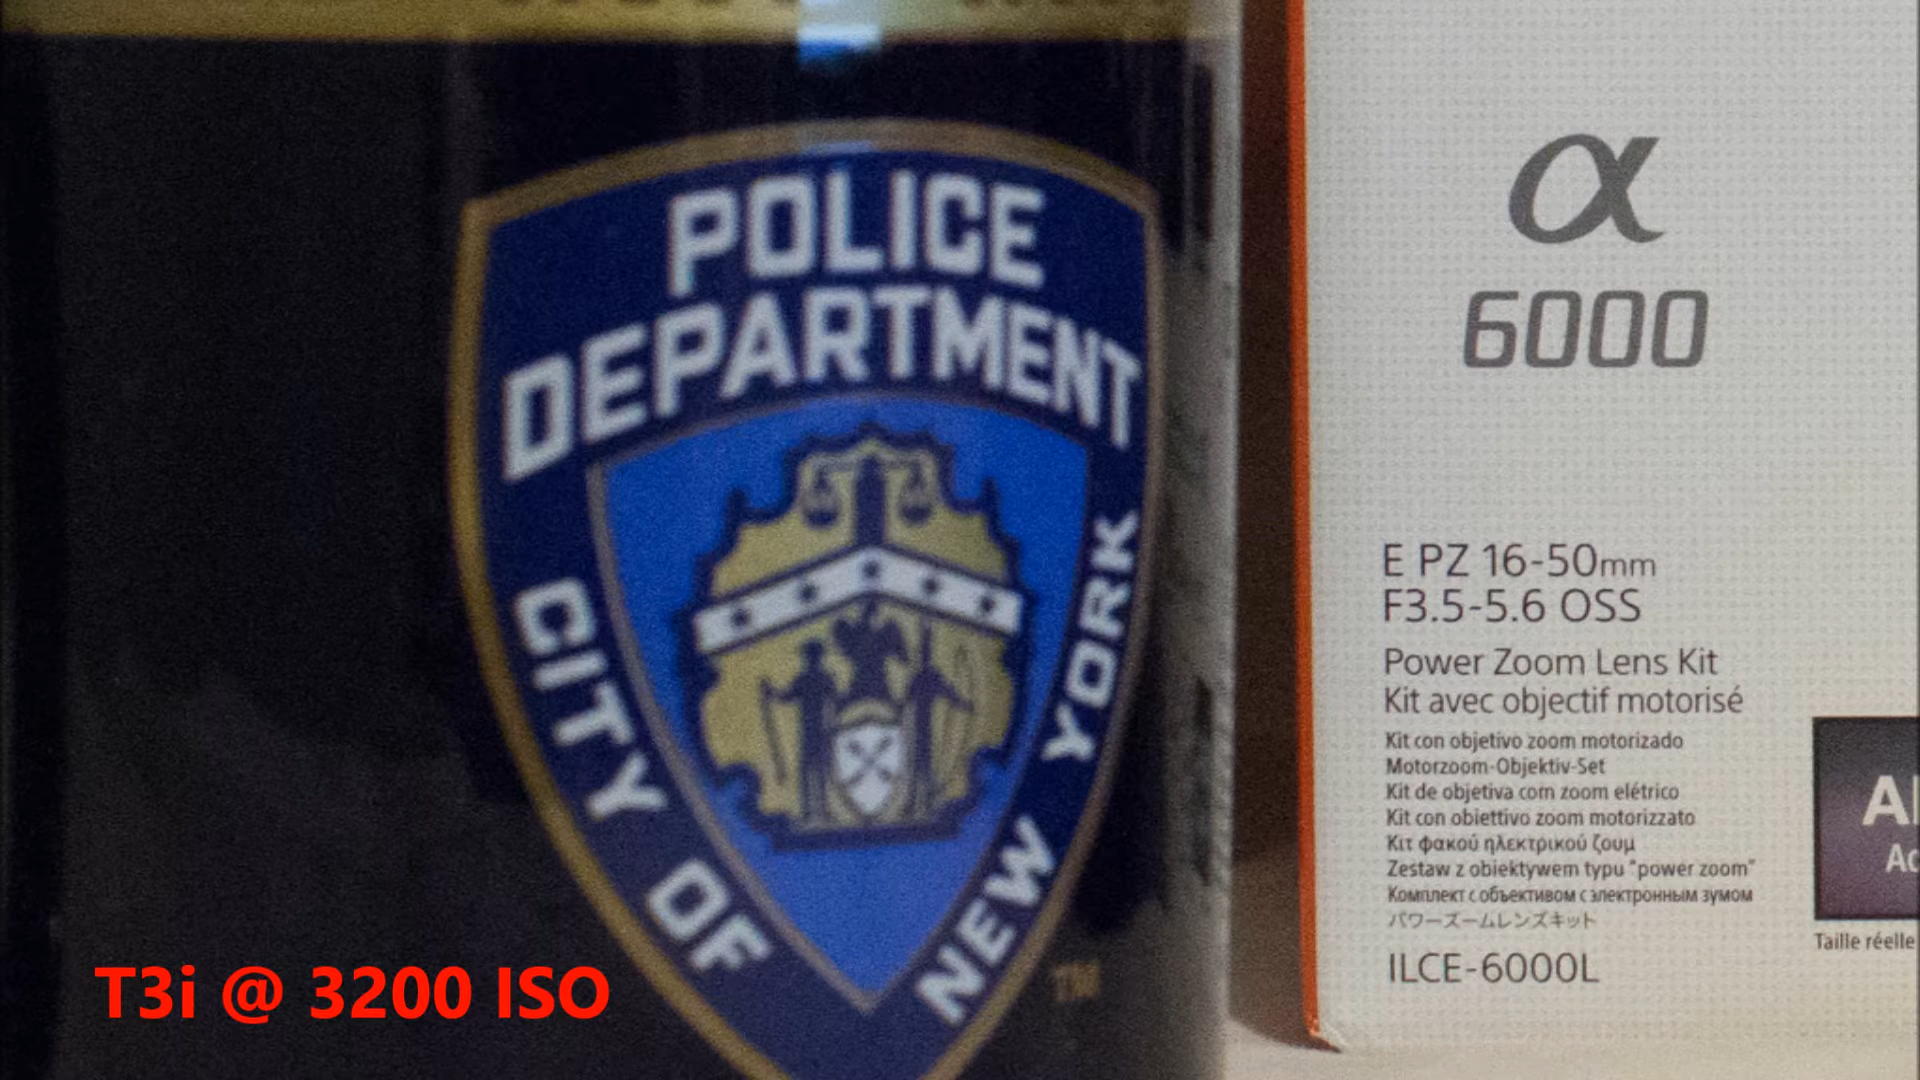 POLICE
DEPARTMENT
CITY OF
NEW YORK
TM
α
6000
E PZ 16-50mm
F3.5-5.6 OSS
Power Zoom Lens Kit
Kit avec objectif motorisé
Kit con objetivo zoom motorizado
Motorzoom-Objektiv-Set
Kit de objetiva com zoom elétrico
Kit con obiettivo zoom motorizzato
Κιτ φακού ηλεκτρικού ζουμ
Zestaw z obiektywem typu "power zoom"
Комплект с объективом с электронным зумом
パワーズームレンズキット
ILCE-6000L
Taille réelle
T3i @ 3200 ISO